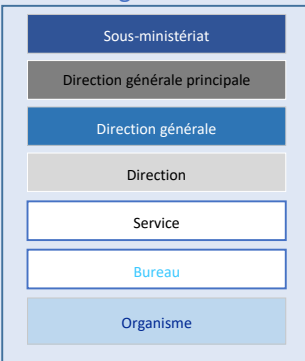 Sous-ministériat
Direction générale principale
Direction générale
Direction
Service
Bureau
Organisme